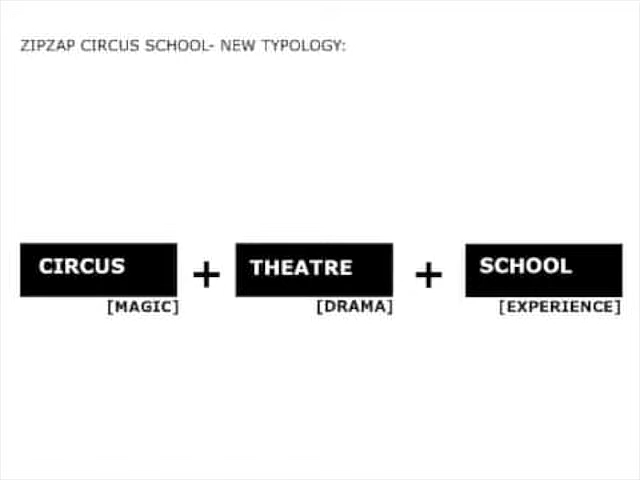 ZIPZAP CIRCUS SCHOOL- NEW TYPOLOGY:
CIRCUS + THEATRE + SCHOOL
[MAGIC] [DRAMA] [EXPERIENCE]